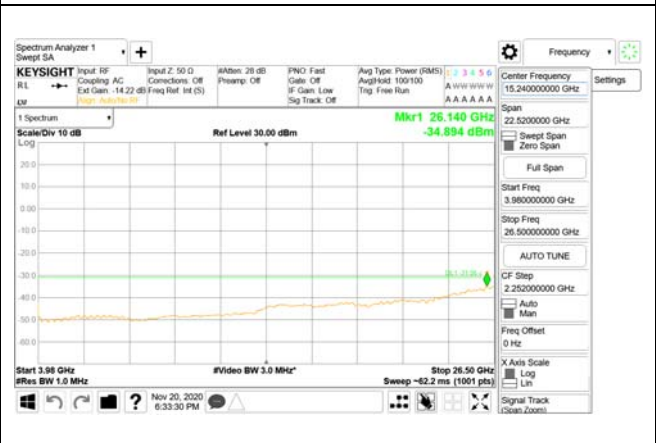 Spectrum Analyzer 1
Swept SA
Frequency
KEYSIGHT
RL
Input: RF
Coupling: AC
Ext Gain: -14.22 dB
Align: Auto/No RF
Input Z: 50 Ω
Corrections: Off
Freq Ref: Int (S)
#Atten: 28 dB
Preamp: Off
PNO: Fast
Gate: Off
IF Gain: Low
Sig Track: Off
Avg Type: Power (RMS)
Avg|Hold: 100/100
Trig: Free Run
1 2 3 4 5 6
A W W W W W
A A A A A A
Center Frequency
15.240000000 GHz
Settings
Span
22.5200000 GHz
Swept Span
Zero Span
Full Span
Start Freq
3.980000000 GHz
Stop Freq
26.500000000 GHz
AUTO TUNE
CF Step
2.252000000 GHz
Auto
Man
Freq Offset
0 Hz
X Axis Scale
Log
Lin
Signal Track
(Span Zoom)
1 Spectrum
Scale/Div 10 dB
Ref Level 30.00 dBm
Mkr1 26.140 GHz
-34.894 dBm
Log
20.0
10.0
0.00
-10.0
-20.0
-30.0
-40.0
-50.0
-60.0
Start 3.98 GHz
#Res BW 1.0 MHz
#Video BW 3.0 MHz*
Stop 26.50 GHz
Sweep ~62.2 ms (1001 pts)
Nov 20, 2020
6:33:30 PM